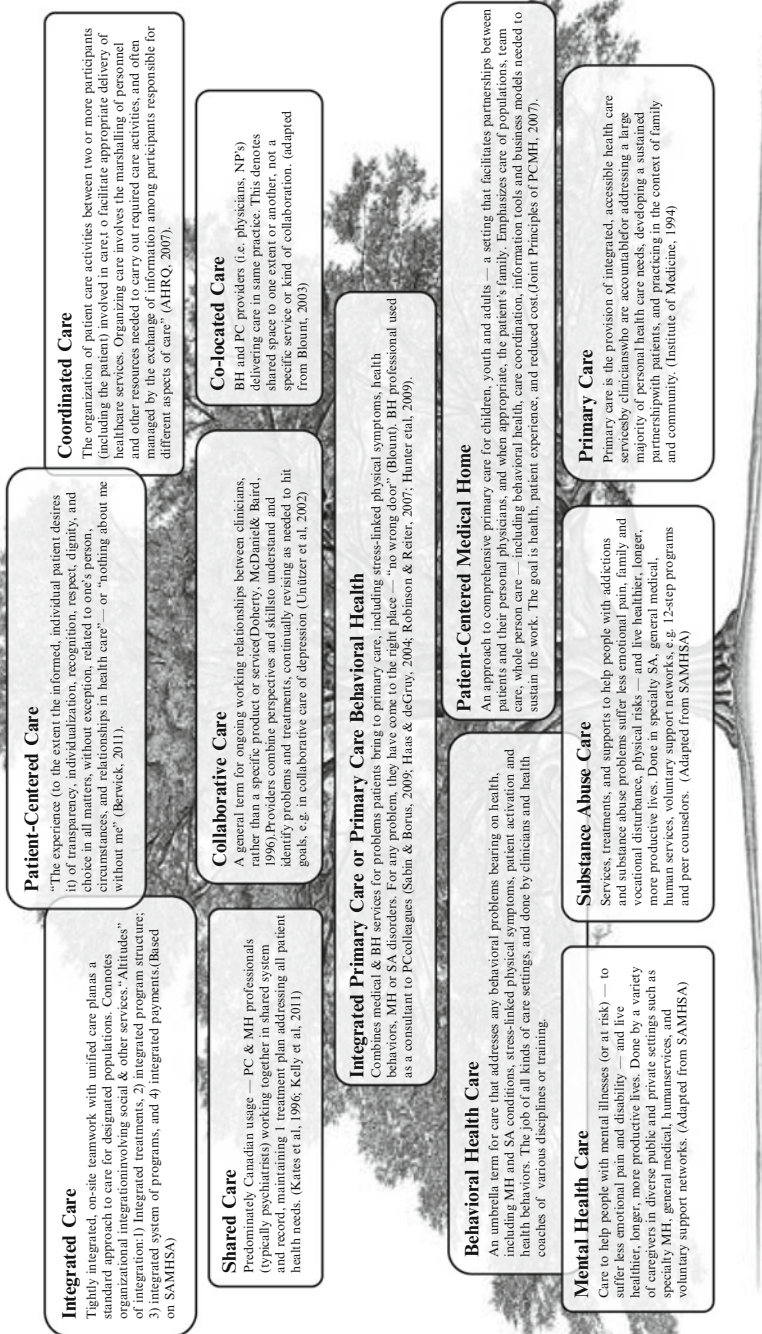 Patient-Centered Care
“The experience (to the extent the informed, individual patient desires
it) of transparency, individualization, recognition, respect, dignity, and
choice in all matters, without exception, related to one’s person,
circumstances, and relationships in health care”— or “nothing about me
without me” (Berwick, 2011).
Integrated Care
Tightly integrated, on-site teamwork with unified care planas a
standard approach to care for designated populations. Connotes
organizational integrationinvolving social & other services.“Altitudes”
of integration:1) Integrated treatments, 2) integrated program structure;
3) integrated system of programs, and 4) integrated payments.(Based
on SAMHSA)
Coordinated Care
The organization of patient care activities between two or more participants
(including the patient) involved in care,t o facilitate appropriate delivery of
healthcare services. Organizing care involves the marshalling of personnel
and other resources needed to carry out required care activities, and often
managed by the exchange of information among participants responsible for
different aspects of care” (AHRQ, 2007).
Shared Care
Predominately Canadian usage — PC & MH professionals
(typically psychiatrists) working together in shared system
and record, maintaining 1 treatment plan addressing all patient
health needs. (Kates et al, 1996; Kelly et al, 2011)
Collaborative Care
A general term for ongoing working relationships between clinicians,
rather than a specific product or service(Doherty, McDaniel& Baird,
1996).Providers combine perspectives and skillsto understand and
identify problems and treatments, continually revising as needed to hit
goals, e.g. in collaborative care of depression (Unützer et al, 2002)
Co-located Care
BH and PC providers (i.e. physicians, NP’s)
delivering care in same practice. This denotes
shared space to one extent or another, not a
specific service or kind of collaboration. (adapted
from Blount, 2003)
Integrated Primary Care or Primary Care Behavioral Health
Combines medical & BH services for problems patients bring to primary care, including stress-linked physical symptoms, health
behaviors, MH or SA disorders. For any problem, they have come to the right place — “no wrong door” (Blount). BH professional used
as a consultant to PCcolleagues (Sabin & Borus, 2009; Haas & deGruy, 2004; Robinson & Reiter, 2007; Hunter etal, 2009).
Behavioral Health Care
An umbrella term for care that addresses any behavioral problems bearing on health,
including MH and SA conditions, stress-linked physical symptoms, patient activation and
health behaviors. The job of all kinds of care settings, and done by clinicians and health
coaches of various disciplines or training.
Patient-Centered Medical Home
An approach to comprehensive primary care for children, youth and adults — a setting that facilitates partnerships between
patients and their personal physicians, and when appropriate, the patient’s family. Emphasizes care of populations, team
care, whole person care — including behavioral health, care coordination, information tools and business models needed to
sustain the work. The goal is health, patient experience, and reduced cost.(Joint Principles of PCMH, 2007).
Mental Health Care
Care to help people with mental illnesses (or at risk) — to
suffer less emotional pain and disability — and live
healthier, longer, more productive lives. Done by a variety
of caregivers in diverse public and private settings such as
specialty MH, general medical, humanservices, and
voluntary support networks. (Adapted from SAMHSA)
Substance Abuse Care
Services, treatments, and supports to help people with addictions
and substance abuse problems suffer less emotional pain, family and
vocational disturbance, physical risks — and live healthier, longer,
more productive lives. Done in specialty SA, general medical,
human services, voluntary support networks, e.g. 12-step programs
and peer counselors. (Adapted from SAMHSA)
Primary Care
Primary care is the provision of integrated, accessible health care
servicesby clinicianswho are accountablefor addressing a large
majority of personal health care needs, developing a sustained
partnershipwith patients, and practicing in the context of family
and community. (Institute of Medicine, 1994)